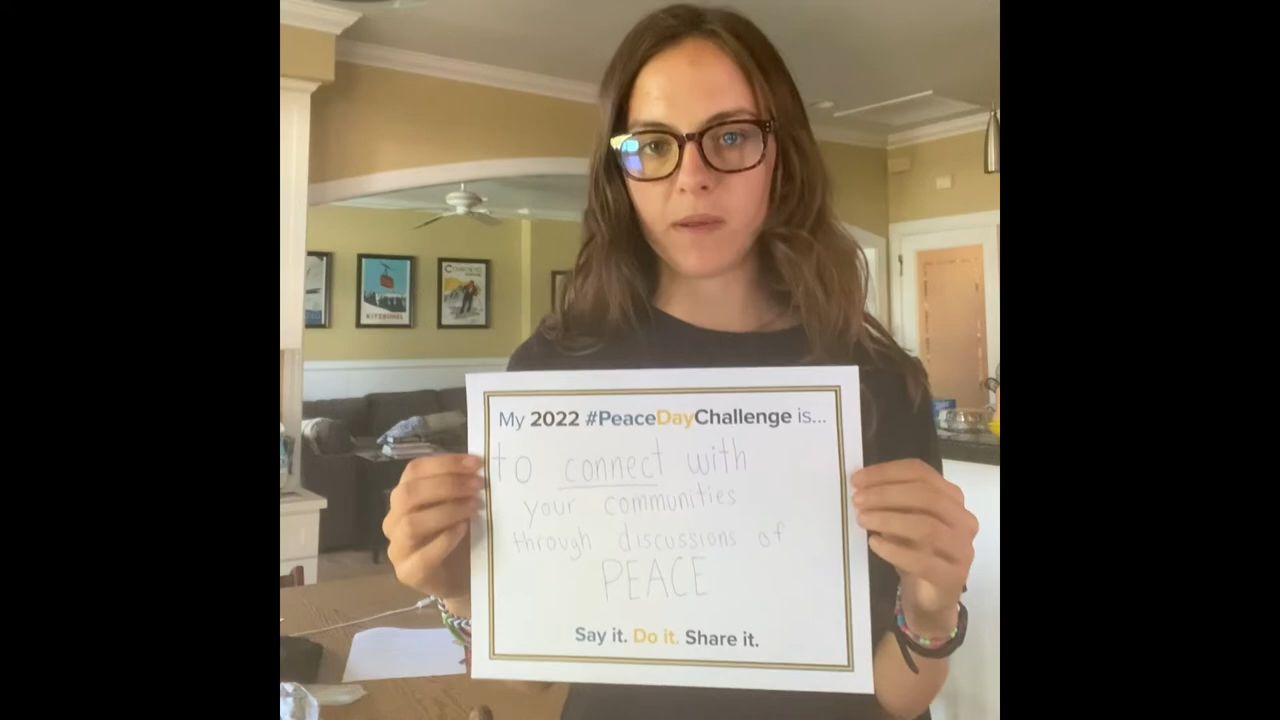 My 2022 #PeaceDayChallenge is...
to connect with
your communities
through discussions of
PEACE
Say it. Do it. Share it.
KITZBÜHEL